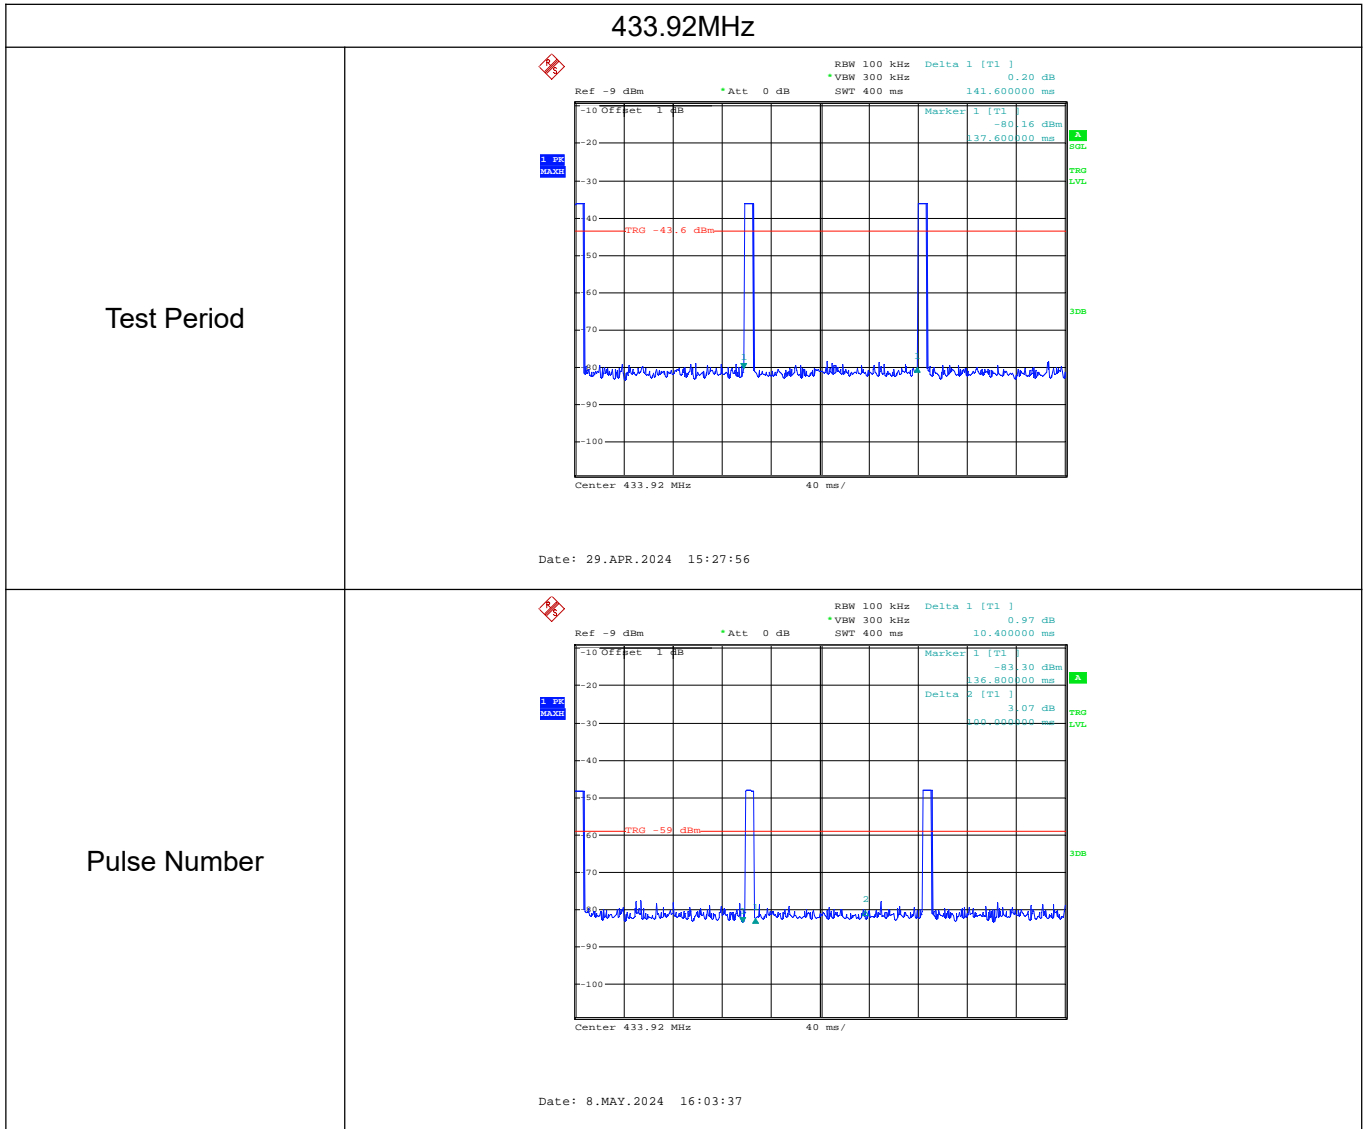 433.92MHz
Test Period
R S
RBW 100 kHz Delta 1 [T1 ]
*VBW 300 kHz 0.20 dB
Ref -9 dBm *Att 0 dB SWT 400 ms 141.600000 ms
-10 Offset 1 dB Marker 1 [T1 ]
-80.16 dBm
137.600000 ms
A
SGL
-20
1 PK
MAXH
TRG
LVL
-30
-40
TRG -43.6 dBm
-50
-60
3DB
-70
1
1
-80
-90
-100
Center 433.92 MHz 40 ms/
Date: 29.APR.2024 15:27:56
Pulse Number
R S
RBW 100 kHz Delta 1 [T1 ]
*VBW 300 kHz 0.97 dB
Ref -9 dBm *Att 0 dB SWT 400 ms 10.400000 ms
-10 Offset 1 dB Marker 1 [T1 ]
-83.30 dBm
136.800000 ms
A
-20
Delta 2 [T1 ]
1 PK
MAXH
3.07 dB
100.000000 ms
TRG
LVL
-30
-40
-50
TRG -59 dBm
-60
3DB
-70
2
-80
-90
-100
Center 433.92 MHz 40 ms/
Date: 8.MAY.2024 16:03:37